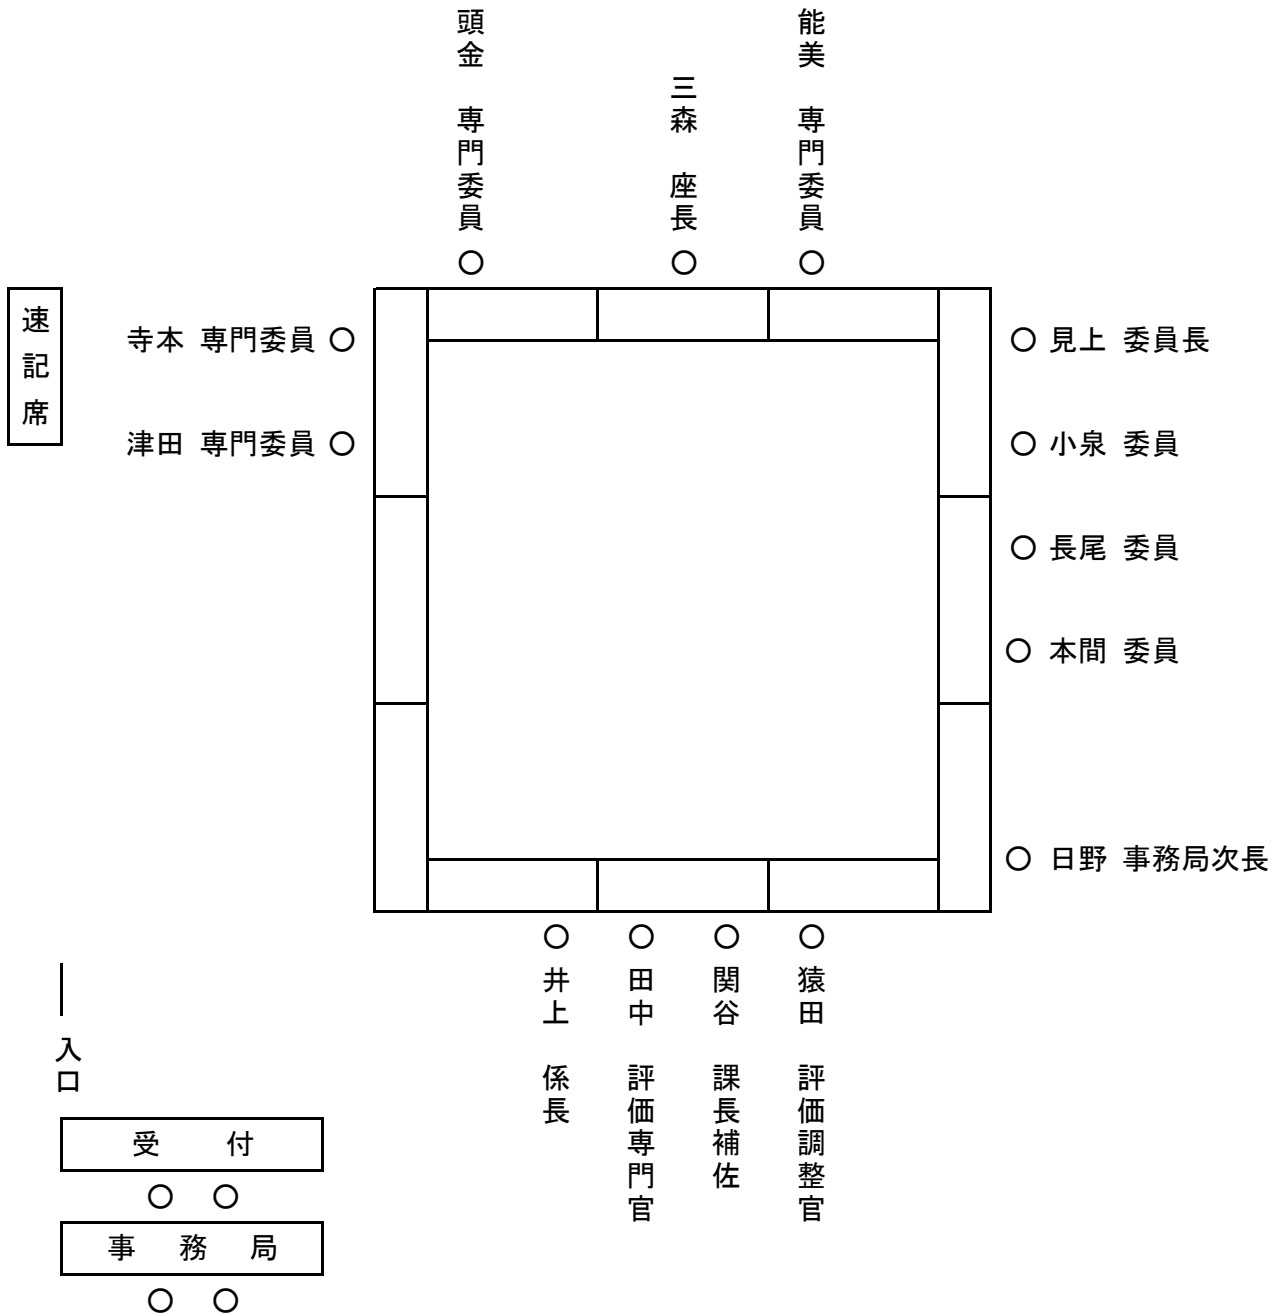 頭金 専門委員
三森 座長
能美 専門委員
速記席
寺本 専門委員
津田 専門委員
見上 委員長
小泉 委員
長尾 委員
本間 委員
日野 事務局次長
井上 係長
田中 評価専門官
関谷 課長補佐
猿田 評価調整官
入口
受 付
事 務 局